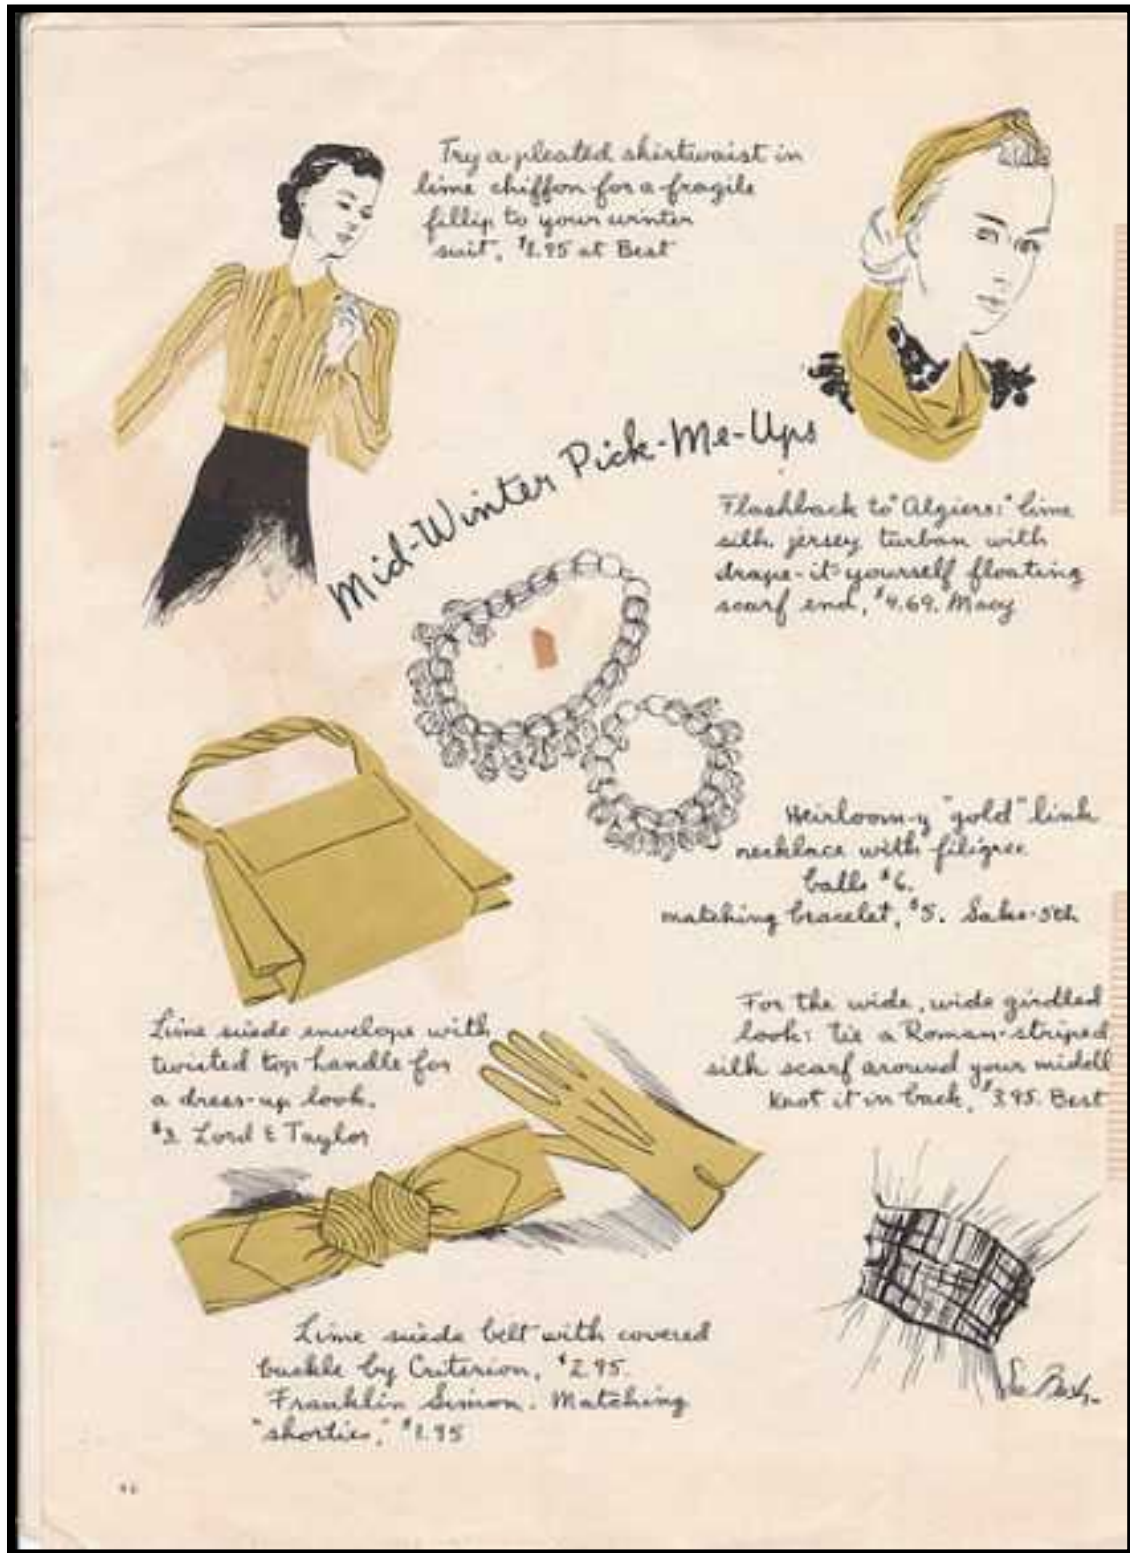 Try a pleated shirtwaist in
lime chiffon for a fragile
fillip to your winter
suit, $1.95 at Best
Mid-Winter Pick-Me-Ups
Flashback to "Algiers:" lime
silk jersey turban with
drape-it-yourself floating
scarf end, $4.69. Macy
Heirloom-y "gold" link
necklace with filigree
balls $6.
matching bracelet, $5. Saks-5th
Lime suede envelope with
twisted top handle for
a dress-up look.
$3. Lord & Taylor
For the wide, wide girdled
look: tie a Roman-striped
silk scarf around your middl
Knot it in back, $3.95. Best
Lime suede belt with covered
buckle by Criterion, $2.95.
Franklin Simon. Matching
"shorties," $1.95